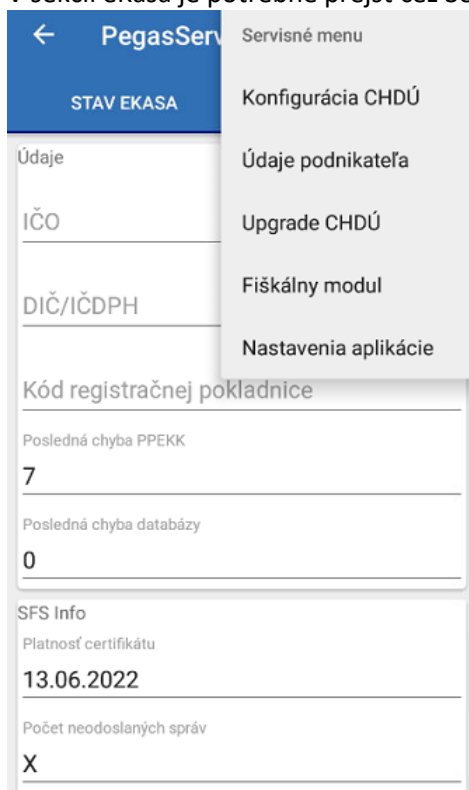 PegasServ
STAV EKASA
Servisné menu
Konfigurácia CHDÚ
Údaje podnikateľa
Upgrade CHDÚ
Fiškálny modul
Nastavenia aplikácie
Údaje
IČO
DIČ/IČDPH
Kód registračnej pokladnice
Posledná chyba PPEKK
7
Posledná chyba databázy
0
SFS Info
Platnosť certifikátu
13.06.2022
Počet neodoslaných správ
X